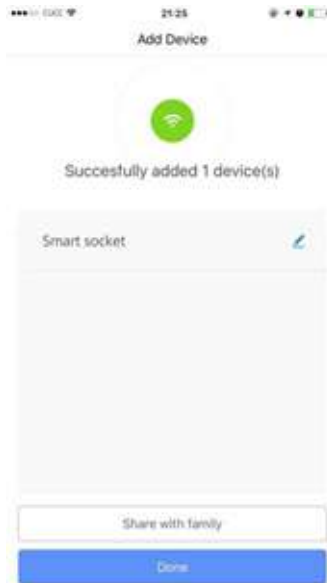 21:25
Add Device
Succesfully added 1 device(s)
Smart socket
Share with family
Done